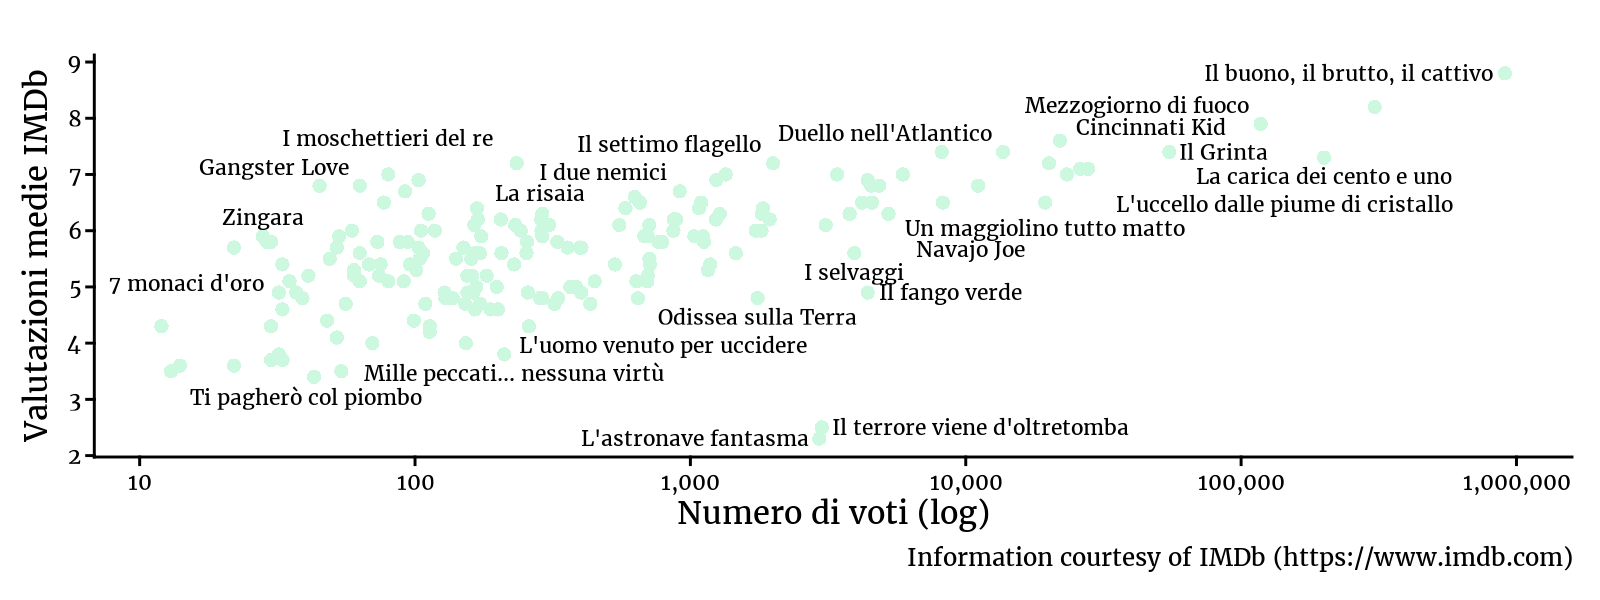 Il buono, il brutto, il cattivo
Mezzogiorno di fuoco
Cincinnati Kid
Duello nell'Atlantico
I moschettieri del re
Il settimo flagello
Il Grinta
Gangster Love
I due nemici
La carica dei cento e uno
La risaia
L'uccello dalle piume di cristallo
Zingara
Un maggiolino tutto matto
Navajo Joe
I selvaggi
7 monaci d'oro
Il fango verde
Odissea sulla Terra
L'uomo venuto per uccidere
Mille peccati... nessuna virtù
Ti pagherò col piombo
Il terrore viene d'oltretomba
L'astronave fantasma
Valutazioni medie IMDb
9
8
7
6
5
4
3
2
10
100
1,000
10,000
100,000
1,000,000
Numero di voti (log)
Information courtesy of IMDb (https://www.imdb.com)